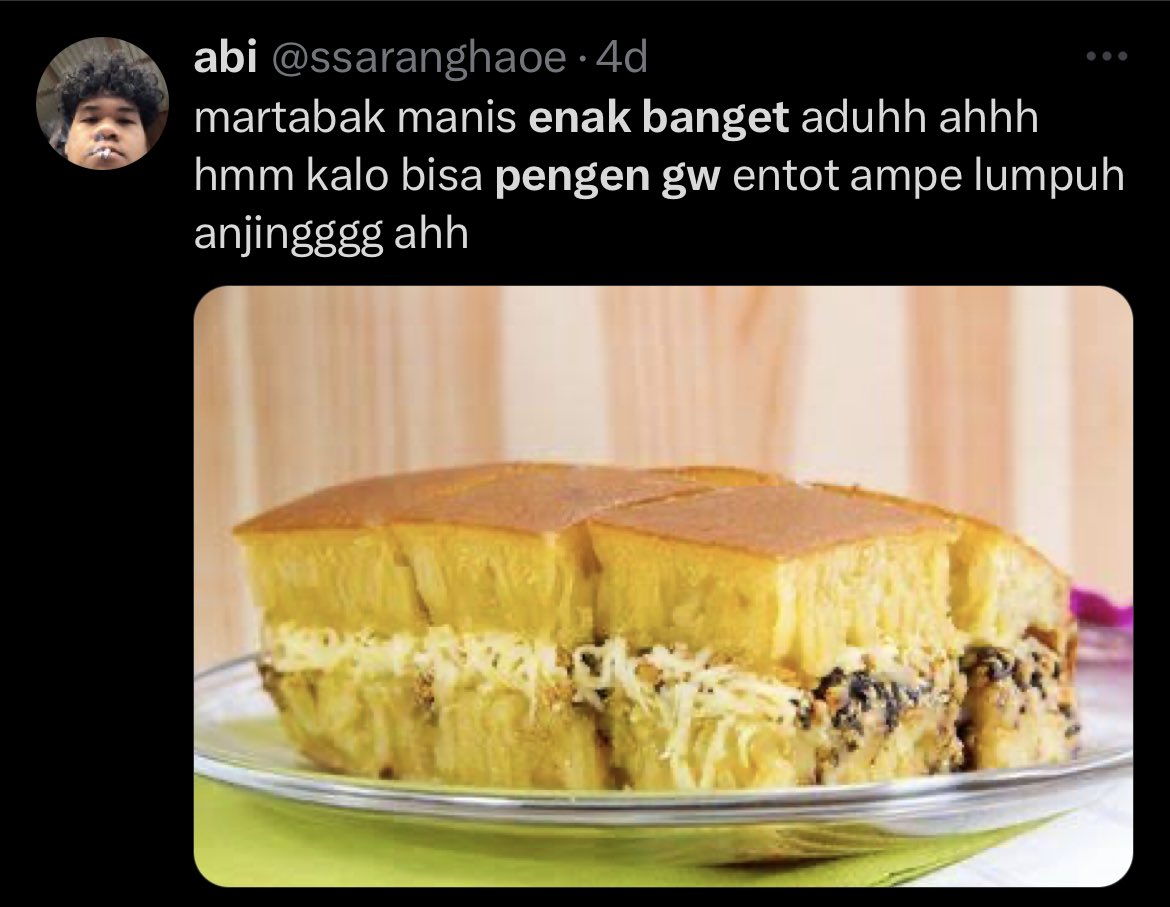 abi @ssaranghaoe · 4d
martabak manis enak banget aduhh ahhh
hmm kalo bisa pengen gw entot ampe lumpuh
anjingggg ahh